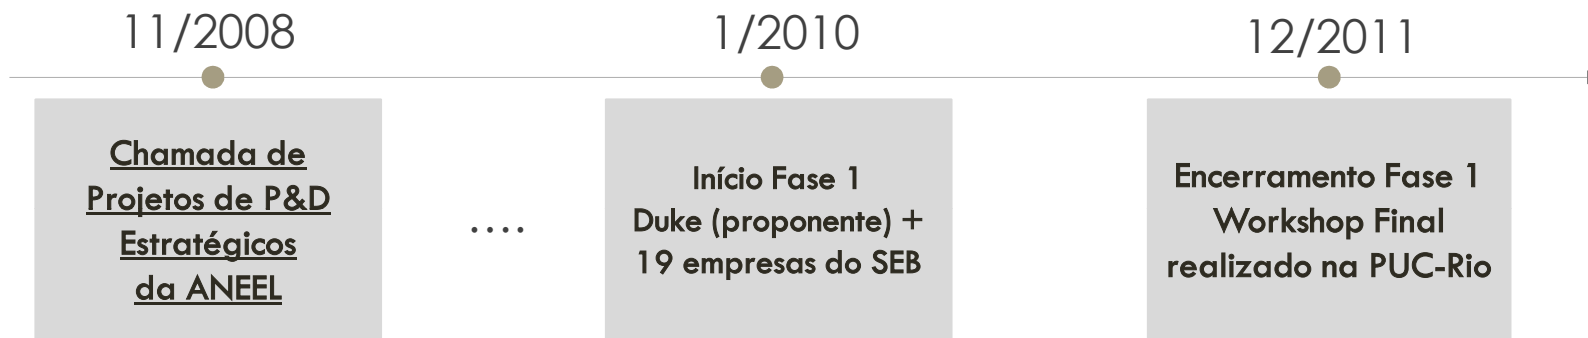 11/2008
1/2010
12/2011
Chamada de
Projetos de P&D
Estratégicos
da ANEEL
....
Início Fase 1
Duke (proponente) +
19 empresas do SEB
Encerramento Fase 1
Workshop Final
realizado na PUC-Rio